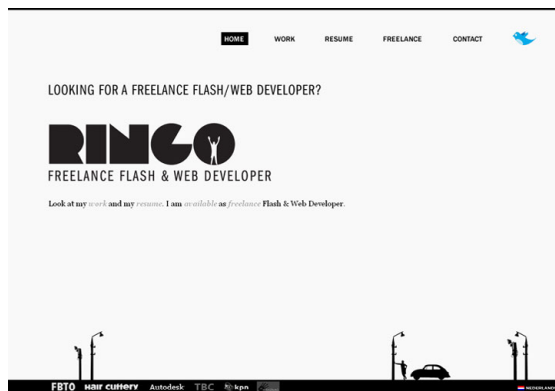 HOME WORK RESUME FREELANCE CONTACT
LOOKING FOR A FREELANCE FLASH/WEB DEVELOPER?
RINGO
FREELANCE FLASH & WEB DEVELOPER
Look at my work and my resume. I am available as freelance Flash & Web Developer.
FBTO HAIR CUTTERY Autodesk TBC kpn
NEDERLAND